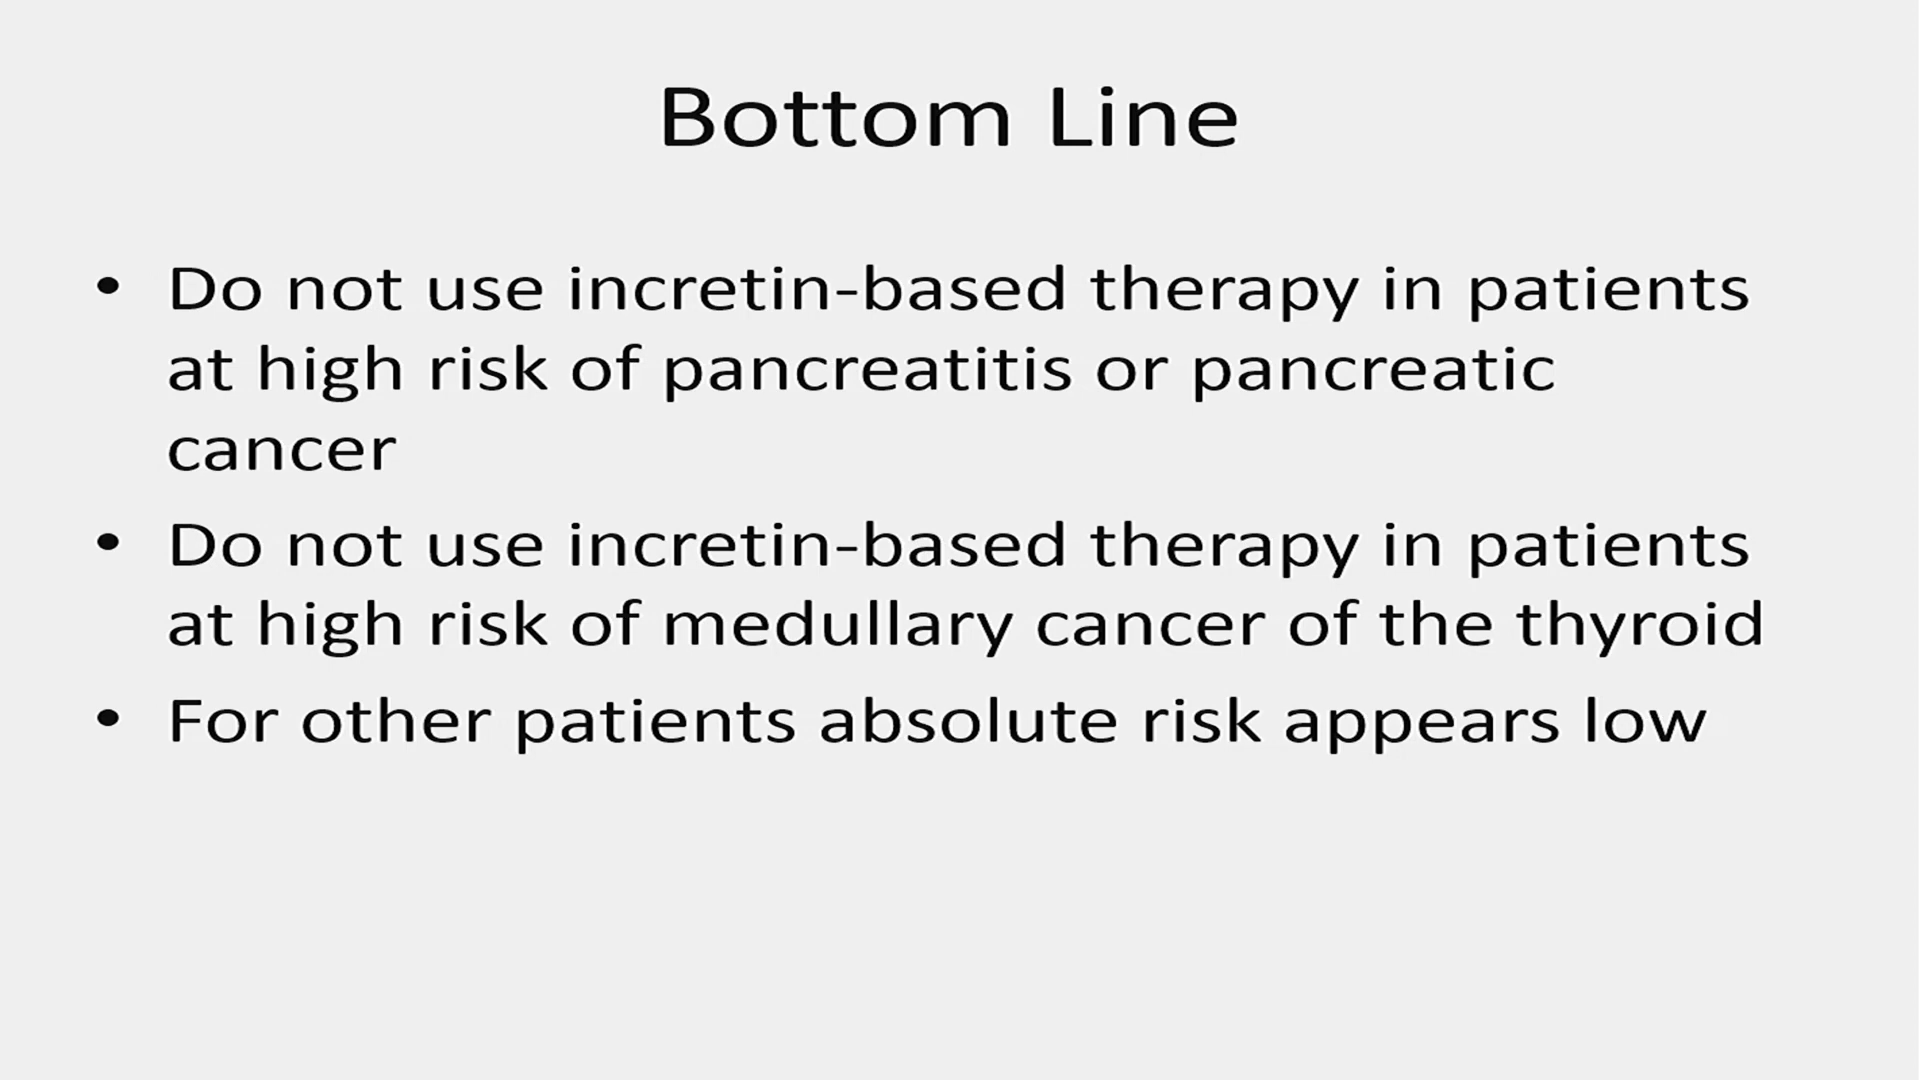 Bottom Line
• Do not use incretin-based therapy in patients
at high risk of pancreatitis or pancreatic
cancer
• Do not use incretin-based therapy in patients
at high risk of medullary cancer of the thyroid
• For other patients absolute risk appears low